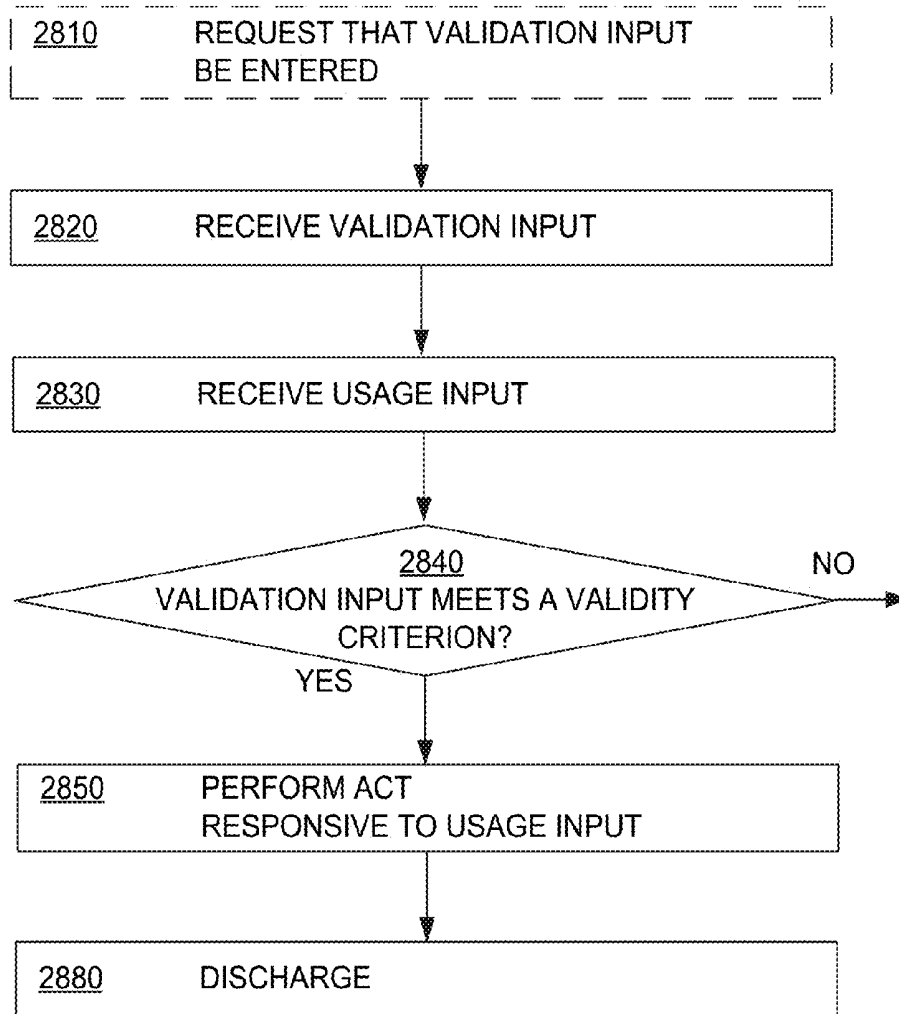 2810 REQUEST THAT VALIDATION INPUT
BE ENTERED
2820 RECEIVE VALIDATION INPUT
2830 RECEIVE USAGE INPUT
2840
NO
VALIDATION INPUT MEETS A VALIDITY
CRITERION?
YES
2850 PERFORM ACT
RESPONSIVE TO USAGE INPUT
2880 DISCHARGE